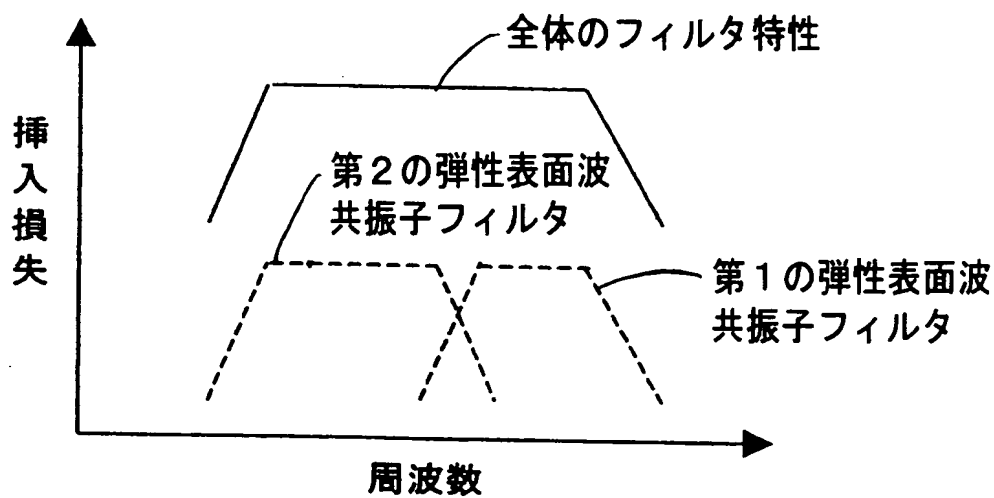 全体のフィルタ特性
挿入損失
第２の弾性表面波
共振子フィルタ
第１の弾性表面波
共振子フィルタ
周波数